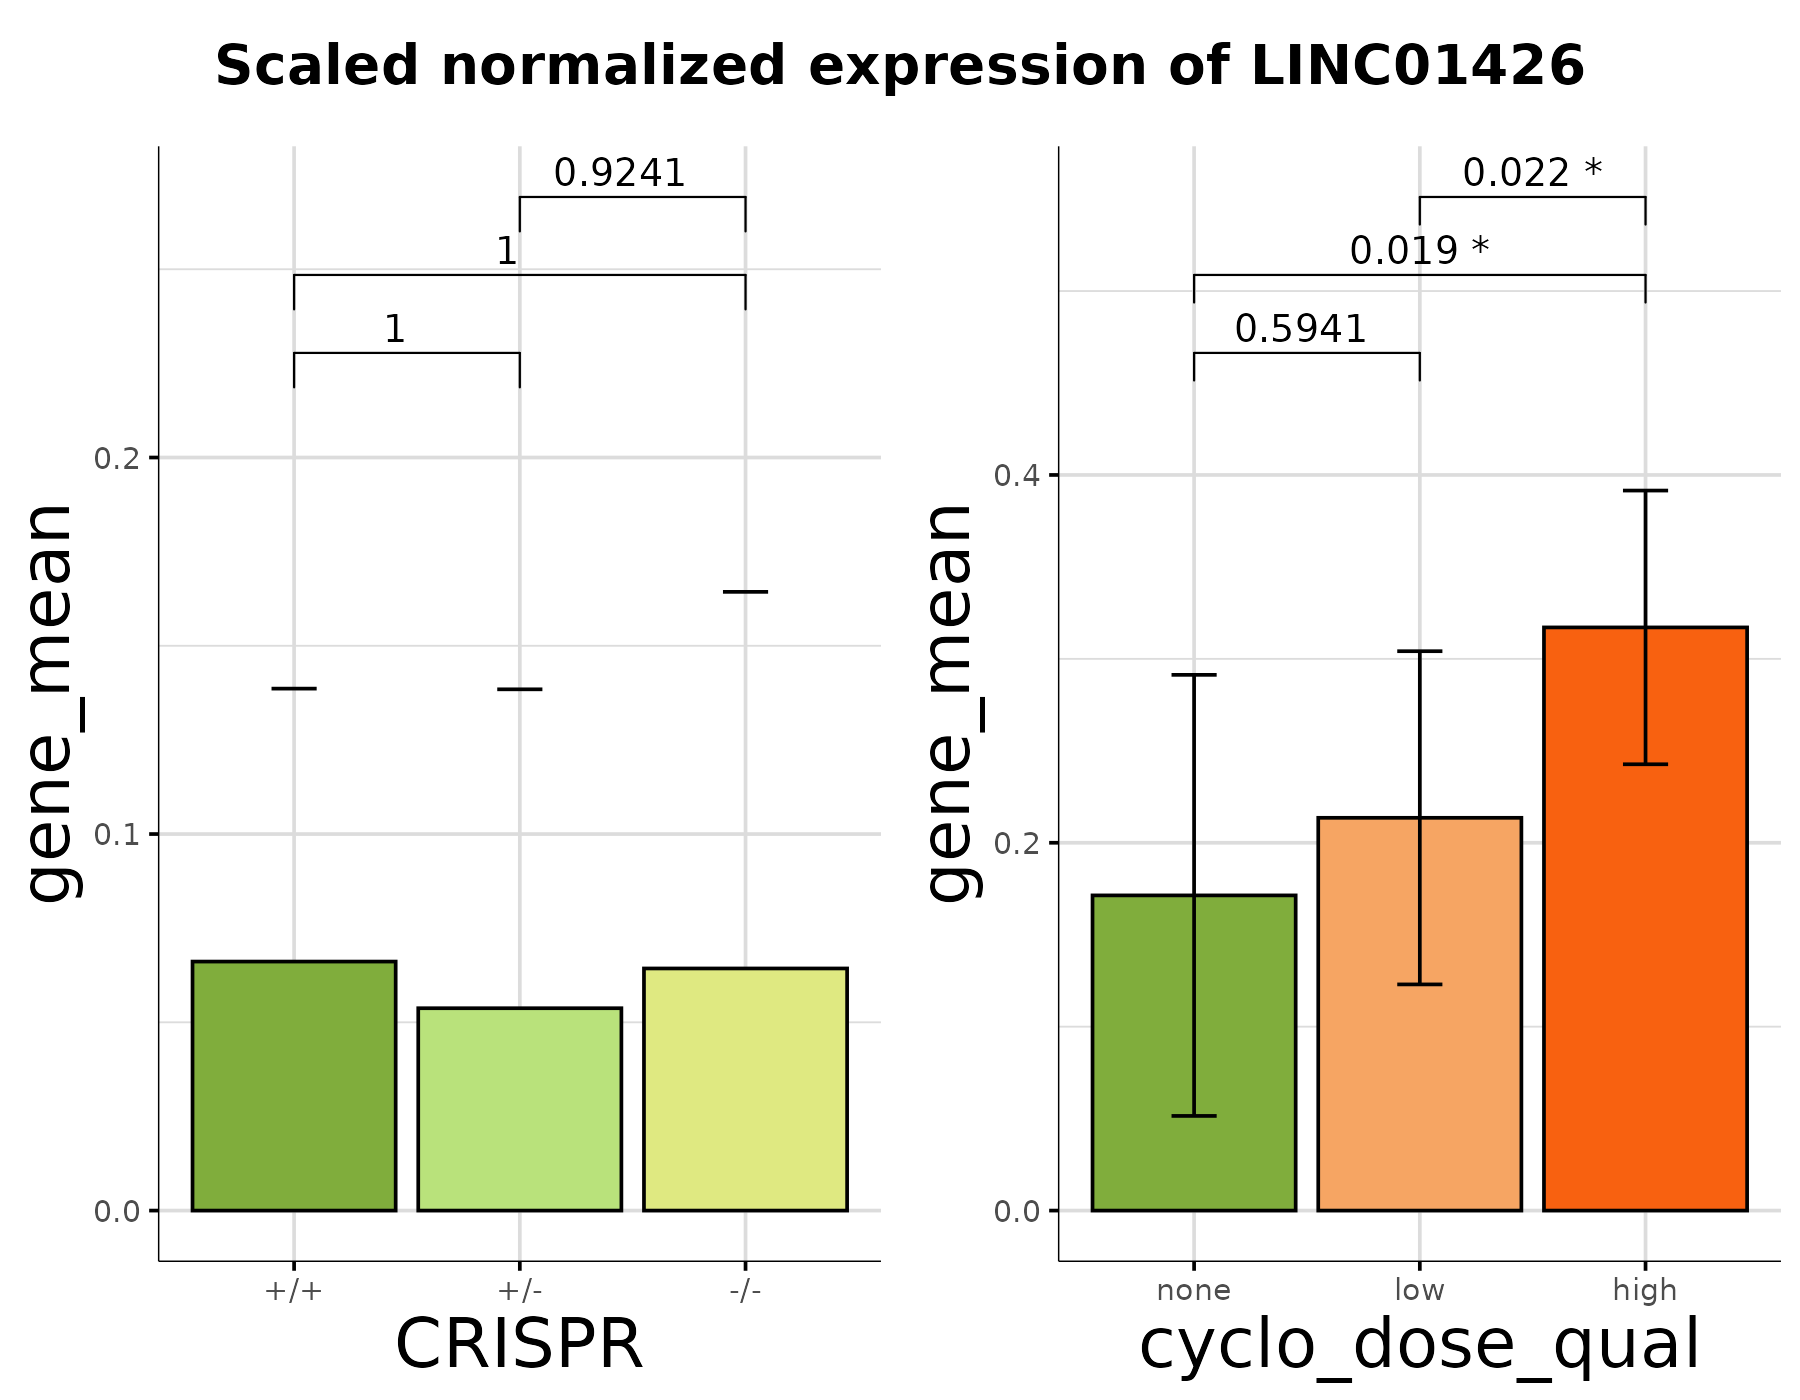 Scaled normalized expression of LINC01426
gene_mean
0.9241
1
1
0.2
0.1
0.0
+/+ +/- -/-
CRISPR
gene_mean
0.022 *
0.019 *
0.5941
0.4
0.2
0.0
none low high
cyclo_dose_qual